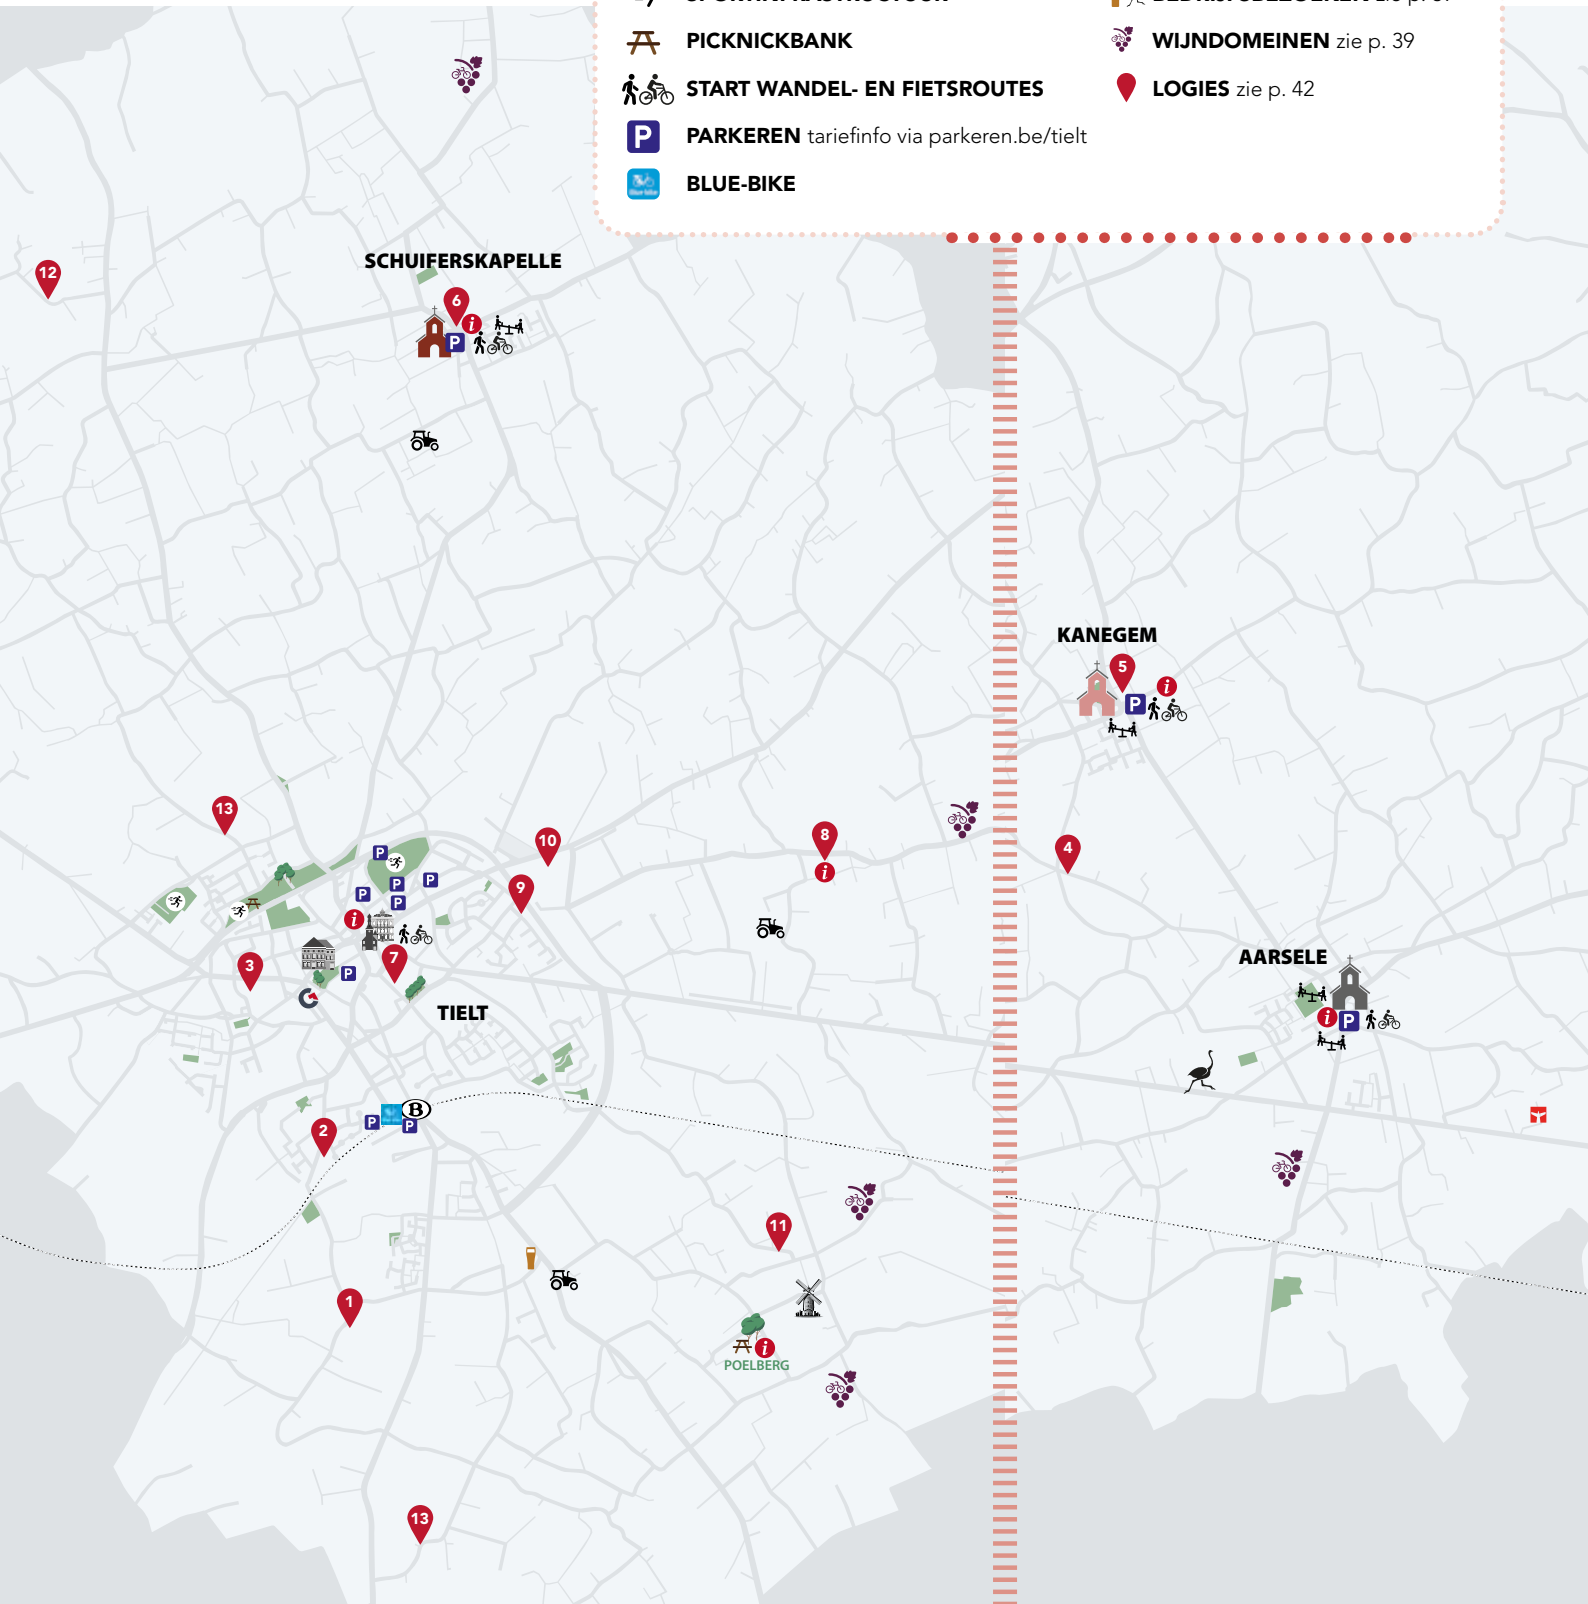 PICKNICKBANK
WIJNDOMEINEN zie p. 39
START WANDEL- EN FIETSROUTES
LOGIES zie p. 42
P PARKEREN tariefinfo via parkeren.be/tielt
BLUE-BIKE
SCHUIFERSKAPELLE
12
6
i
P
KANEGEM
5
i
P
13
10
8
i
4
9
P
P
P
P
P
i
3
7
P
TIELT
AARSELE
i
P
B
P
P
2
11
1
i
POELBERG
13